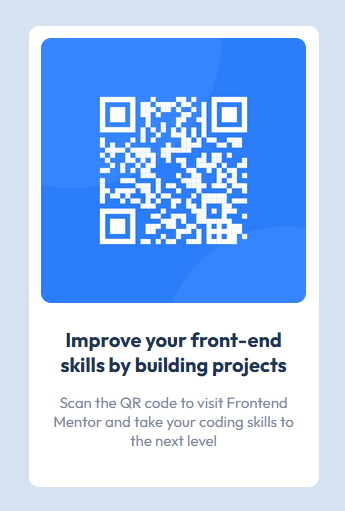 Improve your front-end
skills by building projects
Scan the QR code to visit Frontend
Mentor and take your coding skills to
the next level